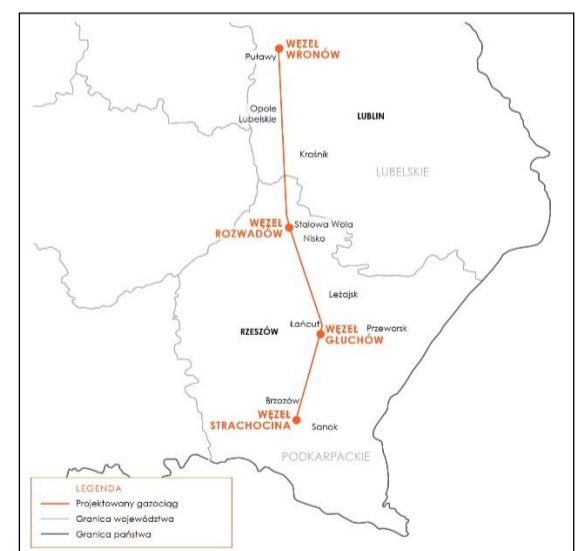 WĘZEŁ
WRONÓW
Puławy
Opole
Lubelskie
LUBLIN
Kraśnik
LUBELSKIE
WĘZEŁ
ROZWADÓW
Stalowa Wola
Nisko
Leżajsk
Łańcut
Przeworsk
RZESZÓW
WĘZEŁ
GŁUCHÓW
Brzozów
WĘZEŁ
STRACHOCINA
Sanok
PODKARPACKIE
LEGENDA
Projektowany gazociąg
Granica województwa
Granica państwa